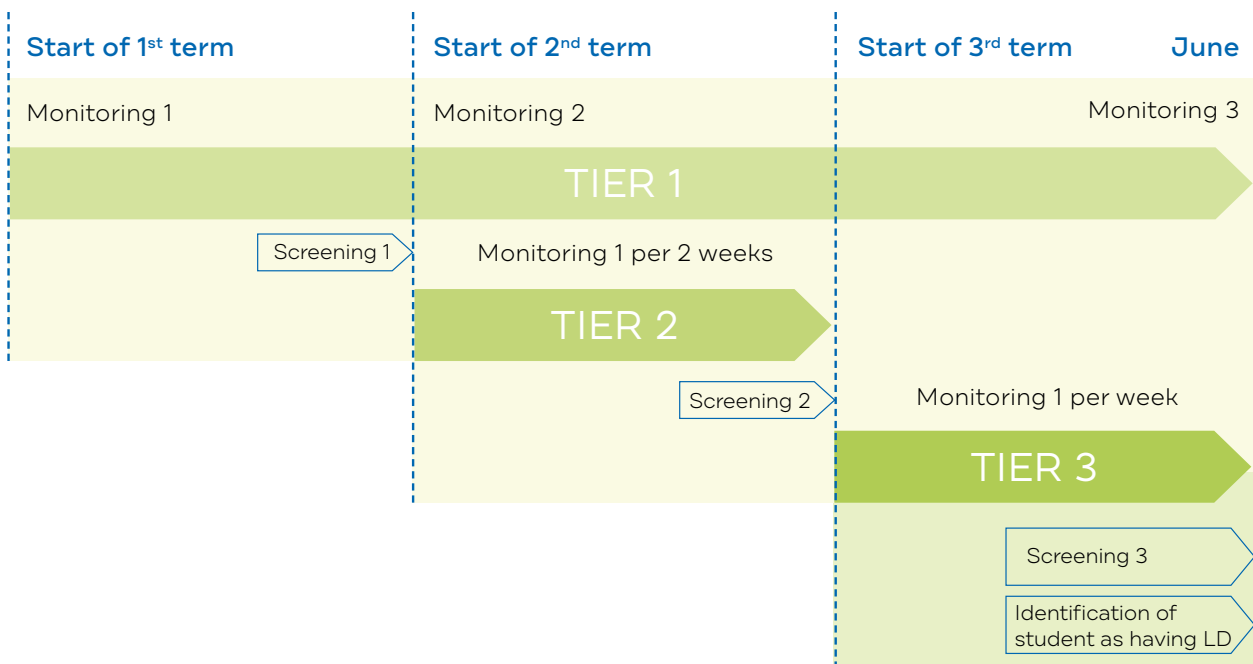 Start of 1st term
Start of 2nd term
Start of 3rd term
June
Monitoring 1
Monitoring 2
Monitoring 3
TIER 1
Screening 1
Monitoring 1 per 2 weeks
TIER 2
Screening 2
Monitoring 1 per week
TIER 3
Screening 3
Identification of
student as having LD